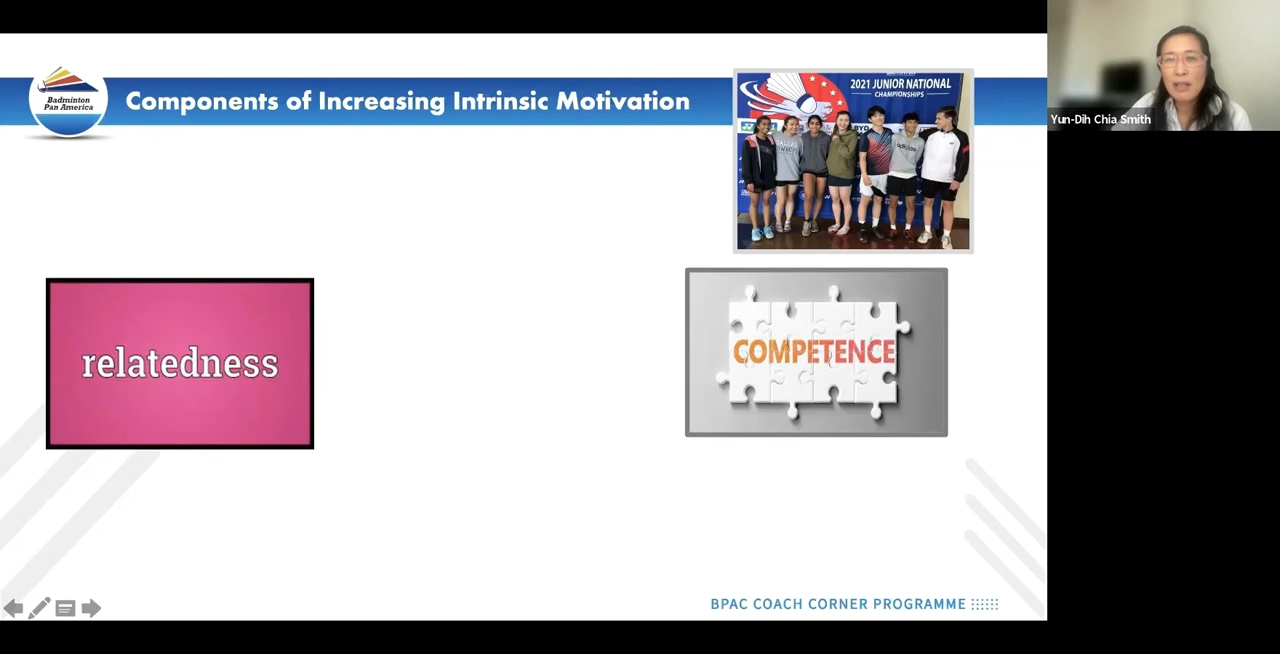 Badminton
Pan America
Components of Increasing Intrinsic Motivation
2021 JUNIOR NATIONAL
CHAMPIONSHIPS
adidas
Yun-Dih Chia Smith
relatedness
COMPETENCE
BPAC COACH CORNER PROGRAMME